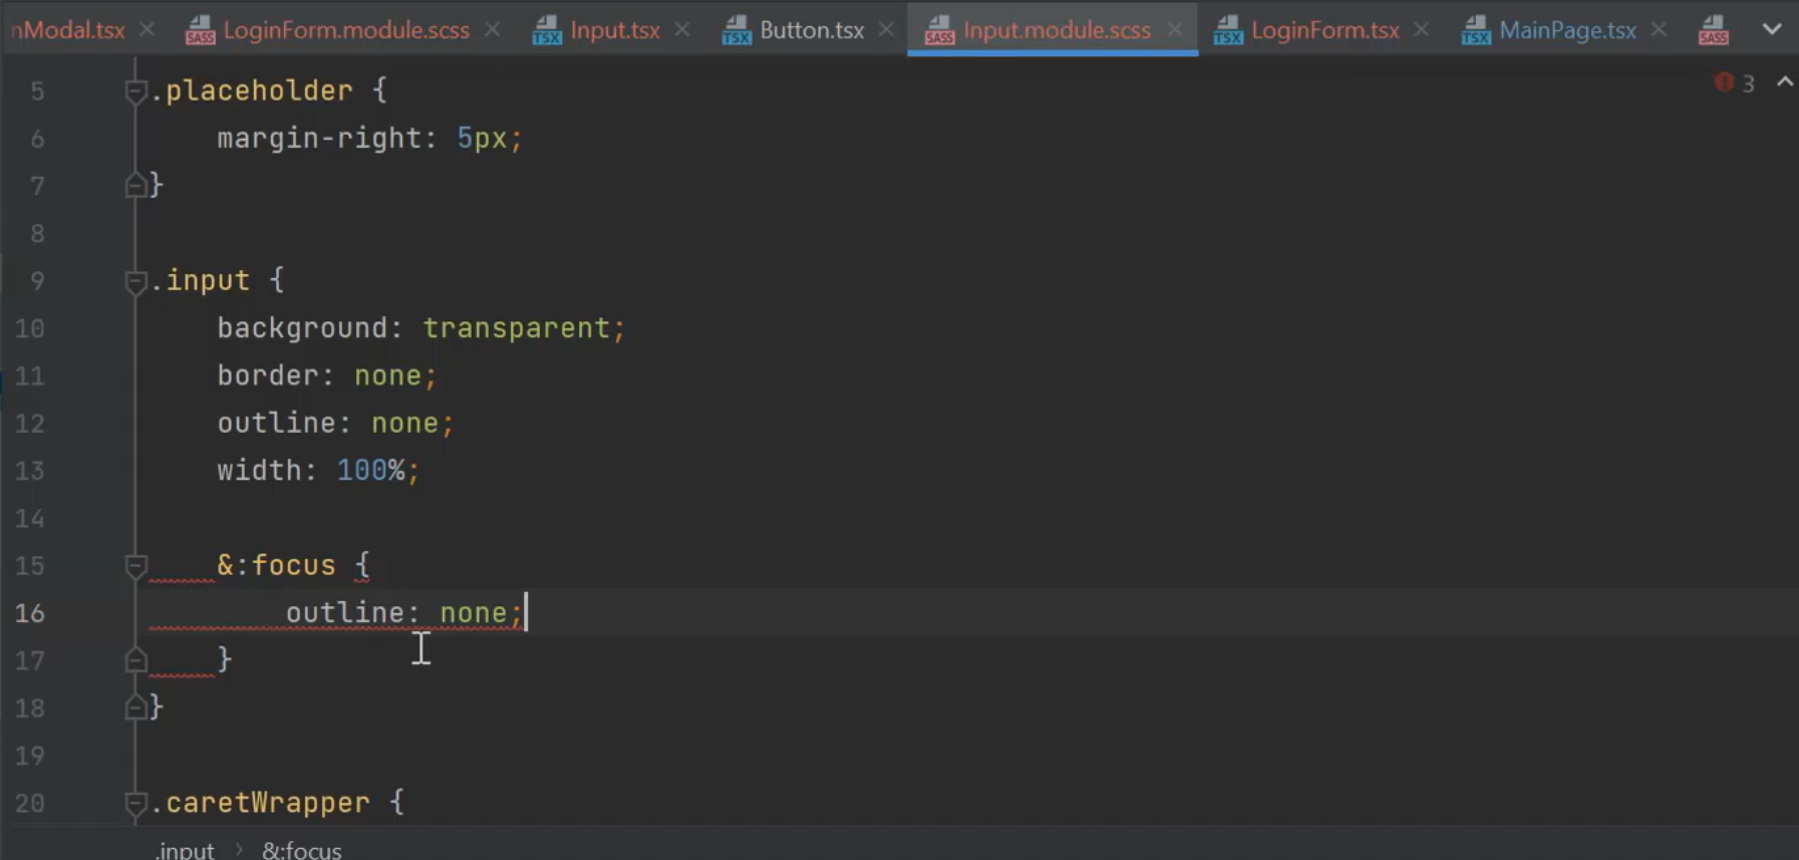 nModal.tsx LoginForm.module.scss Input.tsx Button.tsx Input.module.scss LoginForm.tsx MainPage.tsx
3
5 .placeholder {
6 margin-right: 5px;
7 }
8
9 .input {
10 background: transparent;
11 border: none;
12 outline: none;
13 width: 100%;
14
15 &:focus {
16 outline: none;
17 }
18 }
19
20 .caretWrapper {
.input › &:focus